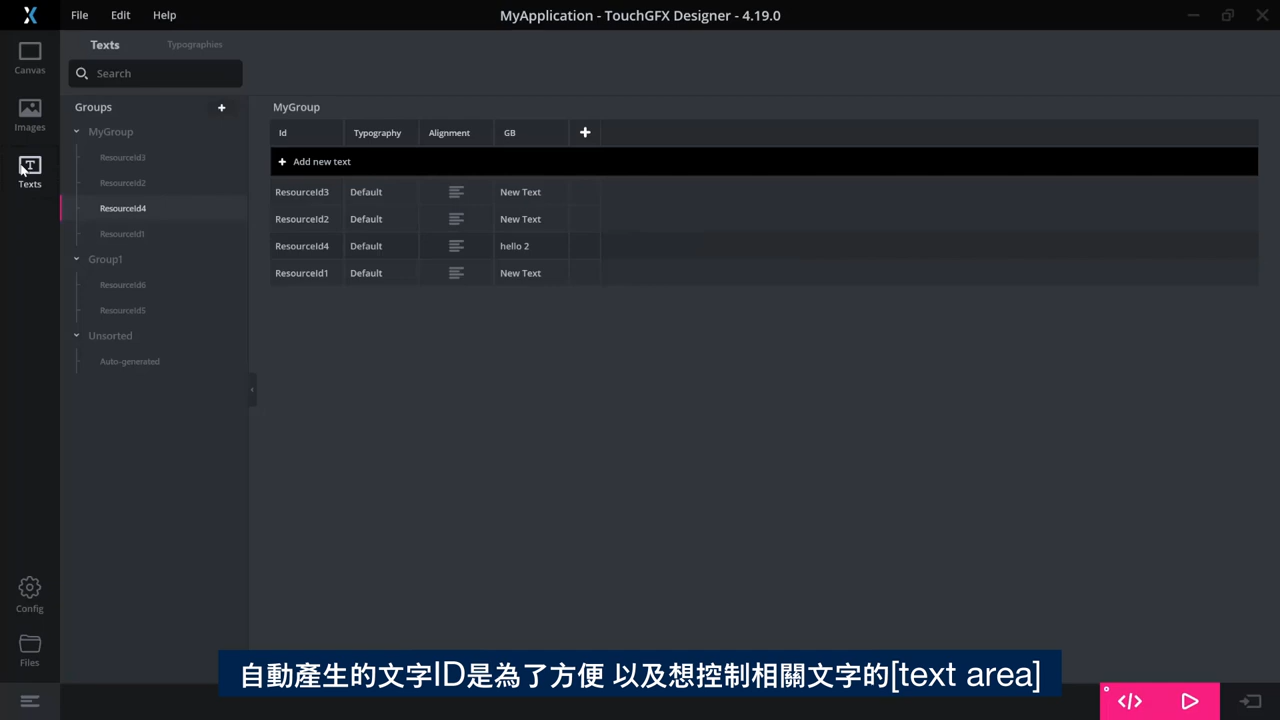 File Edit Help
MyApplication - TouchGFX Designer - 4.19.0
Canvas
Images
Texts
Config
Files
Texts Typographies
Search
Groups +
MyGroup
ResourceId3
ResourceId2
ResourceId4
ResourceId1
Group1
ResourceId6
ResourceId5
Unsorted
Auto-generated
MyGroup
Id Typography Alignment GB +
+ Add new text
ResourceId3 Default New Text
ResourceId2 Default New Text
ResourceId4 Default hello 2
ResourceId1 Default New Text
自動產生的文字ID是為了方便 以及想控制相關文字的[text area]